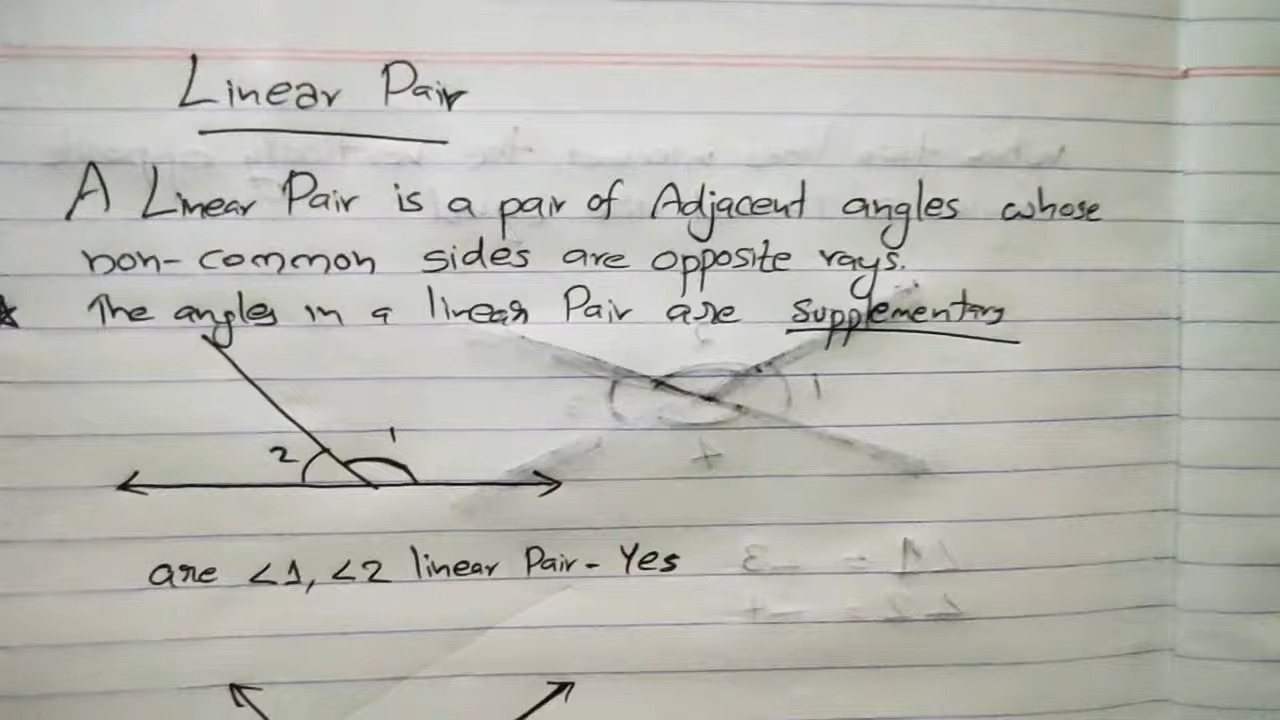 Linear Pair
A Linear Pair is a pair of Adjacent angles whose
non-common sides are opposite rays.
* The angles in a linear Pair are Supplementary
2 1
are <1, <2 linear Pair - Yes